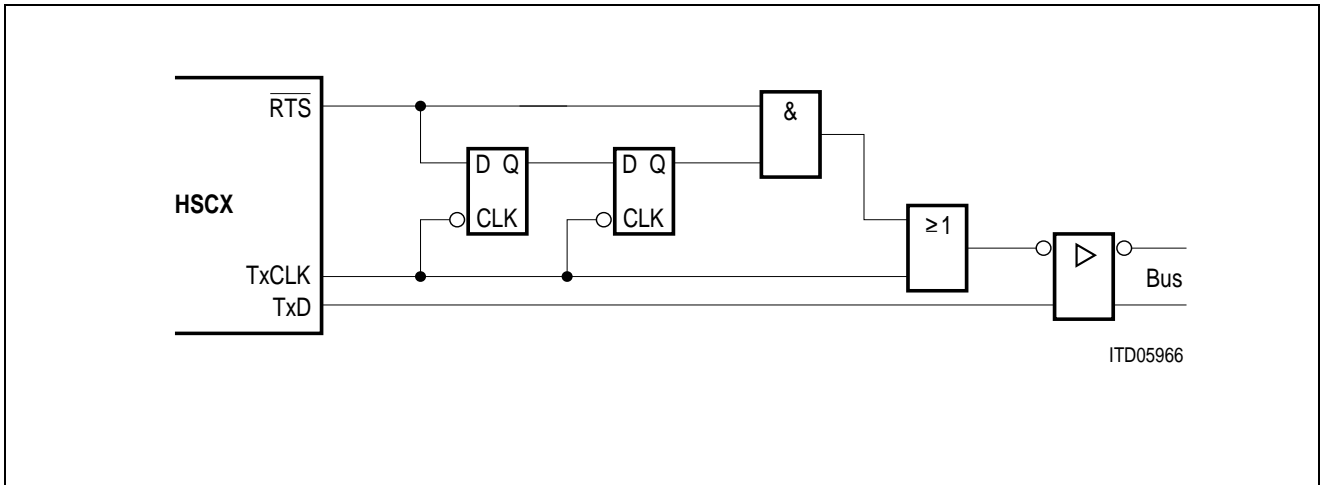 RTS
&
D Q
D Q
HSCX
CLK
CLK
≥1
TxCLK
Bus
TxD
ITD05966